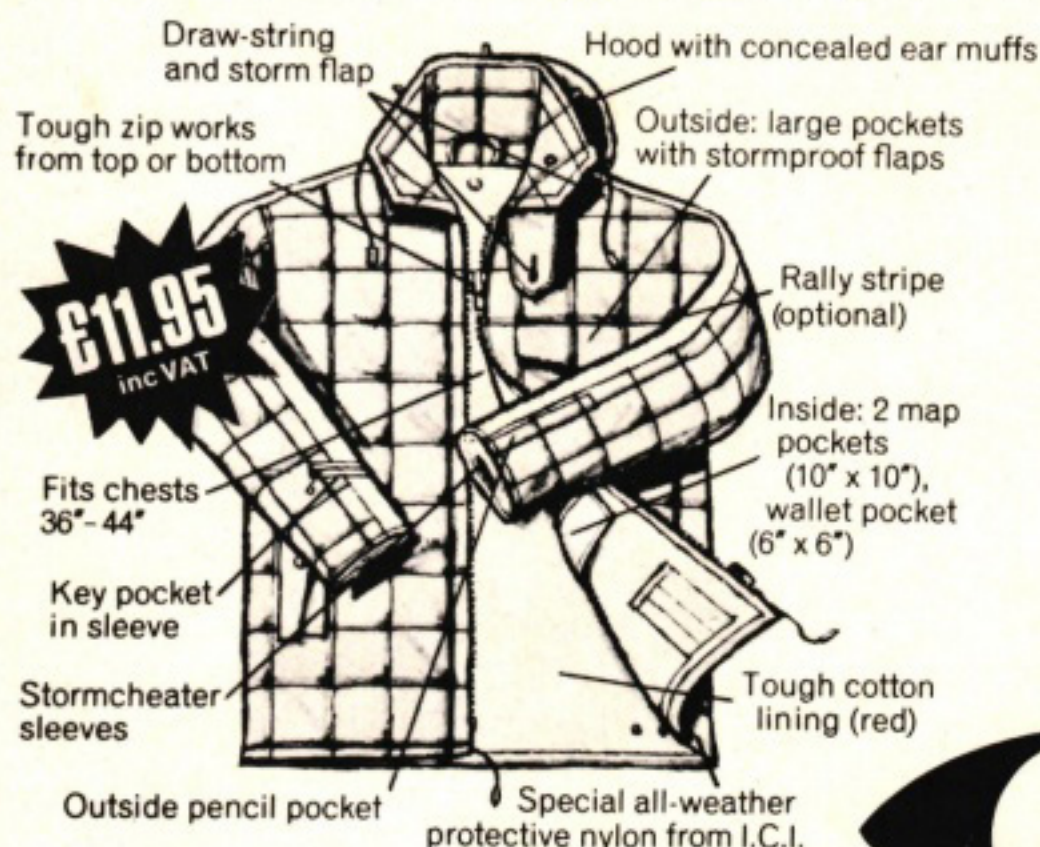 Draw-string
and storm flap
Hood with concealed ear muffs
Tough zip works
from top or bottom
Outside: large pockets
with stormproof flaps
£11.95
inc VAT
Rally stripe
(optional)
Inside: 2 map
pockets
(10" x 10"),
wallet pocket
(6" x 6")
Fits chests
36"-44"
Key pocket
in sleeve
Stormcheater
sleeves
Tough cotton
lining (red)
Outside pencil pocket
Special all-weather
protective nylon from I.C.I.